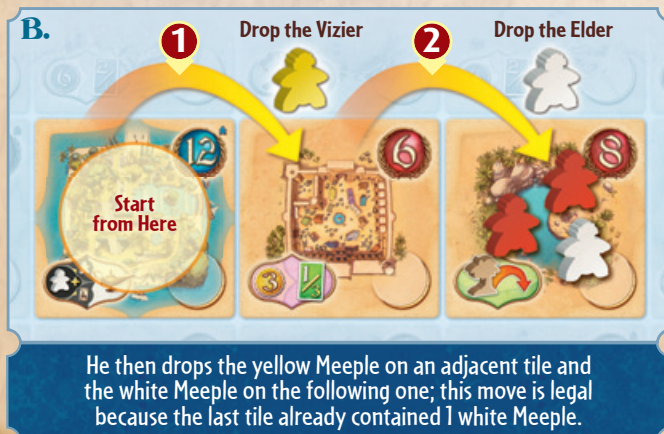 B.
1
Drop the Vizier
2
Drop the Elder
12
6
8
Start
from Here
3
1/3
He then drops the yellow Meeple on an adjacent tile and
the white Meeple on the following one; this move is legal
because the last tile already contained 1 white Meeple.